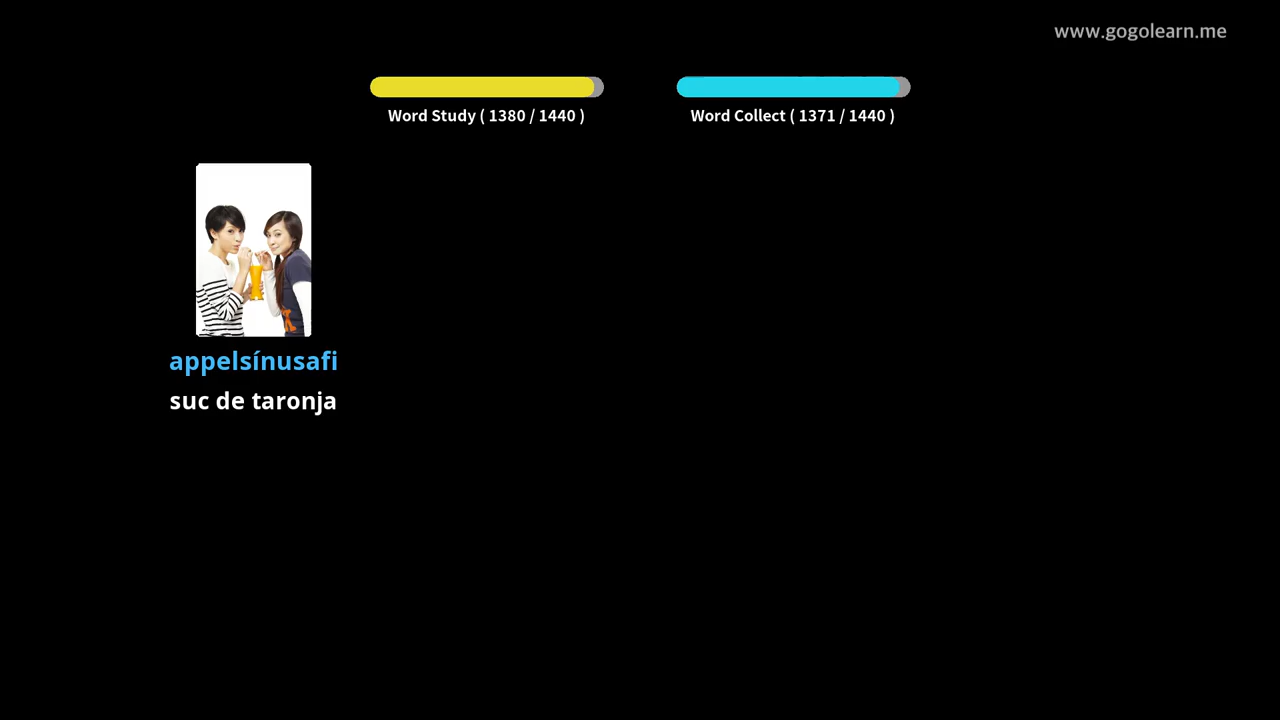 www.gogolearn.me
Word Study ( 1380 / 1440 )
Word Collect ( 1371 / 1440 )
appelsínusafi
suc de taronja